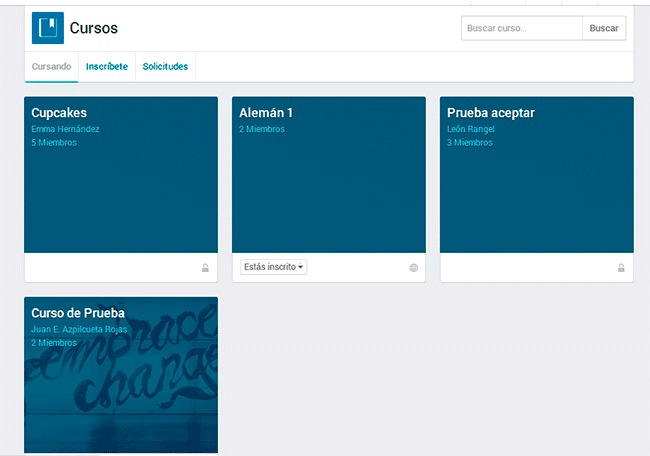 Cursos
Buscar curso...
Buscar
Cursando
Inscríbete
Solicitudes
Cupcakes
Emma Hernández
5 Miembros
Alemán 1
2 Miembros
Prueba aceptar
León Rangel
3 Miembros
Estás inscrito
Curso de Prueba
Juan E. Azpilcueta Rojas
2 Miembros
embrace
change